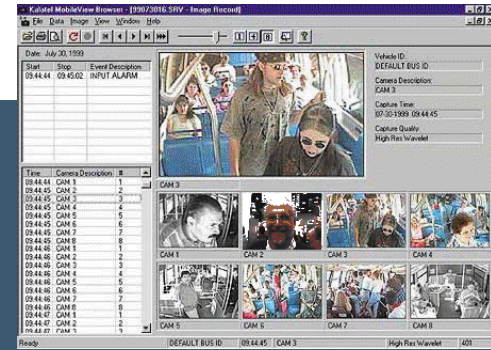 Kalatel MobileView Browser - [99073016.SRV - Image Record]
File Data Image View Window Help
Date: July 30, 1999
Start Stop Event Description
09:44:44 09:45:02 INPUT ALARM
Vehicle ID:
DEFAULT BUS ID
Camera Description:
CAM 3
Capture Time:
07-30-1999 09:44:45
Capture Quality:
High Res Wavelet
CAM 3
Time Camera Description #
09:44:44 CAM 1 1
09:44:44 CAM 2 2
09:44:45 CAM 3 3
09:44:45 CAM 4 4
09:44:45 CAM 5 5
09:44:45 CAM 6 6
09:44:45 CAM 7 7
09:44:45 CAM 8 8
09:44:46 CAM 1 1
09:44:46 CAM 2 2
09:44:46 CAM 3 3
09:44:46 CAM 4 4
09:44:46 CAM 5 5
09:44:46 CAM 6 6
09:44:46 CAM 7 7
09:44:46 CAM 8 8
09:44:47 CAM 1 1
09:44:47 CAM 2 2
09:44:47 CAM 3 3
CAM 1 CAM 2 CAM 3 CAM 4
CAM 5 CAM 6 CAM 7 CAM 8
Ready DEFAULT BUS ID 09:44:45 CAM 3 High Res Wavelet 401